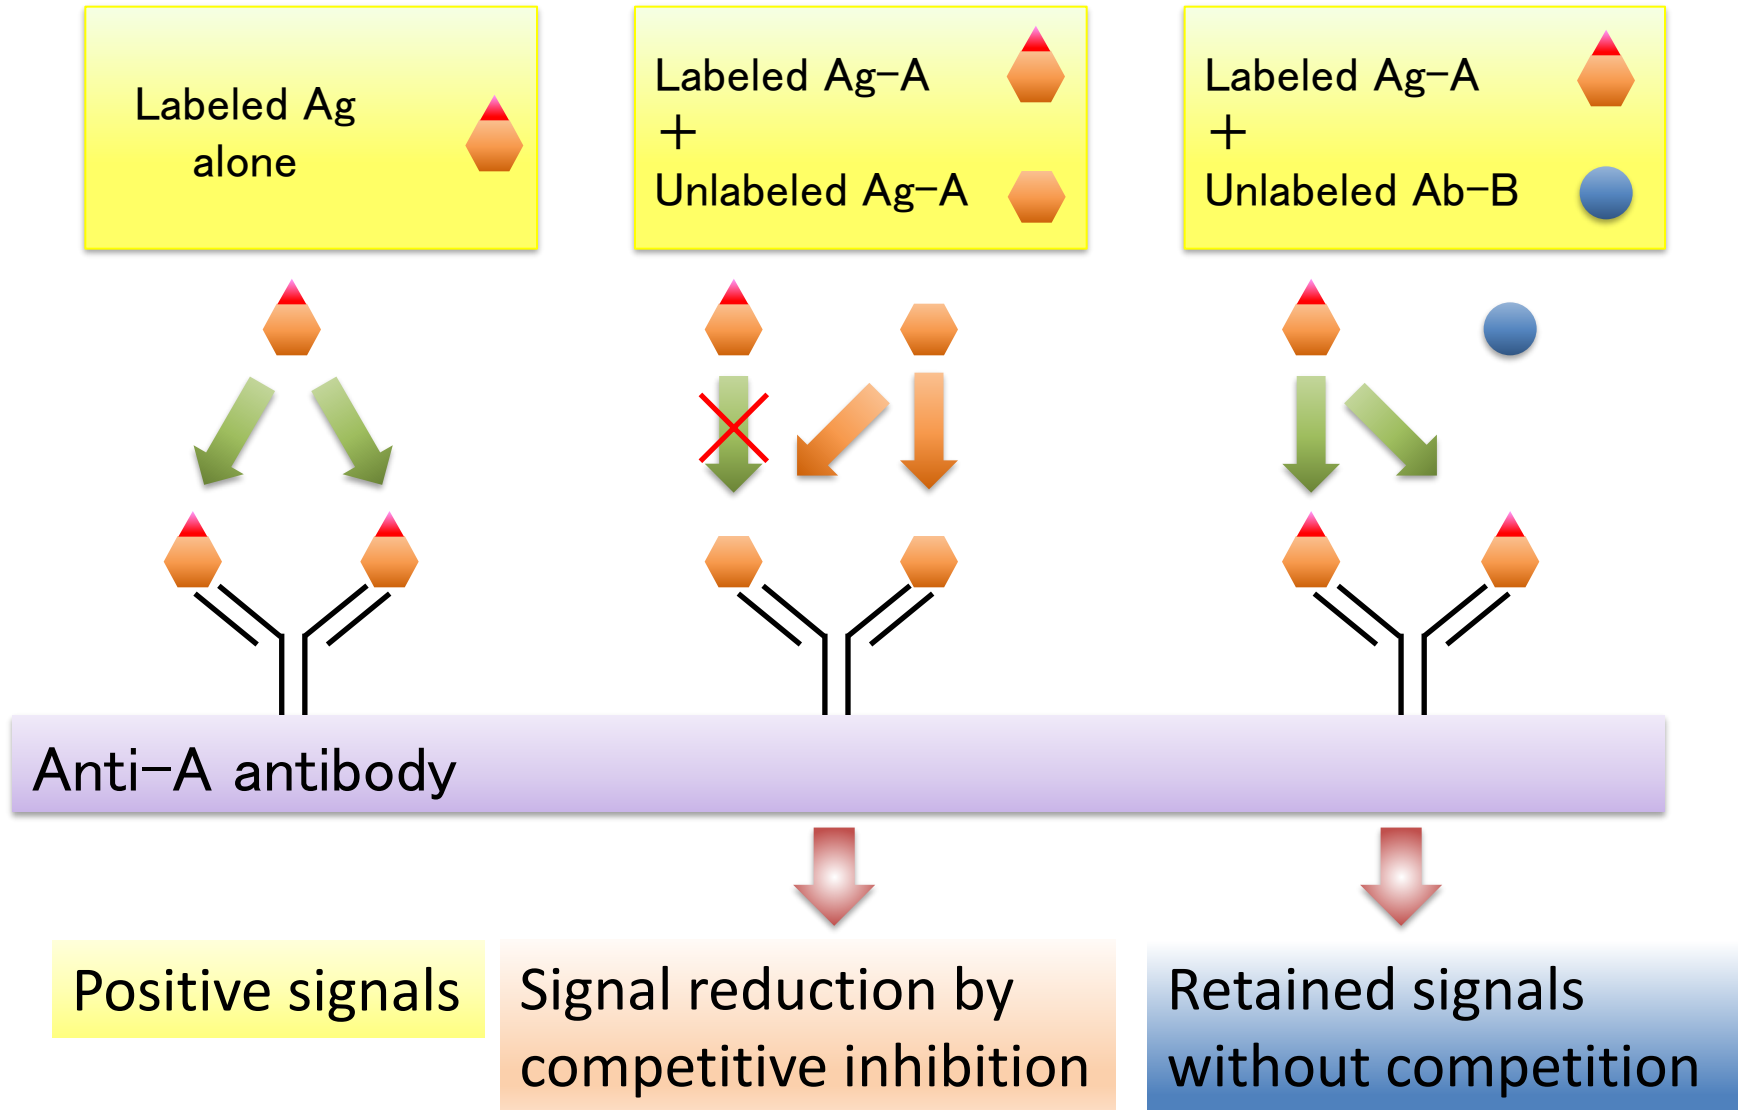 Labeled Ag
alone
Labeled Ag-A
+
Unlabeled Ag-A
Labeled Ag-A
+
Unlabeled Ab-B
Anti-A antibody
Positive signals
Signal reduction by
competitive inhibition
Retained signals
without competition